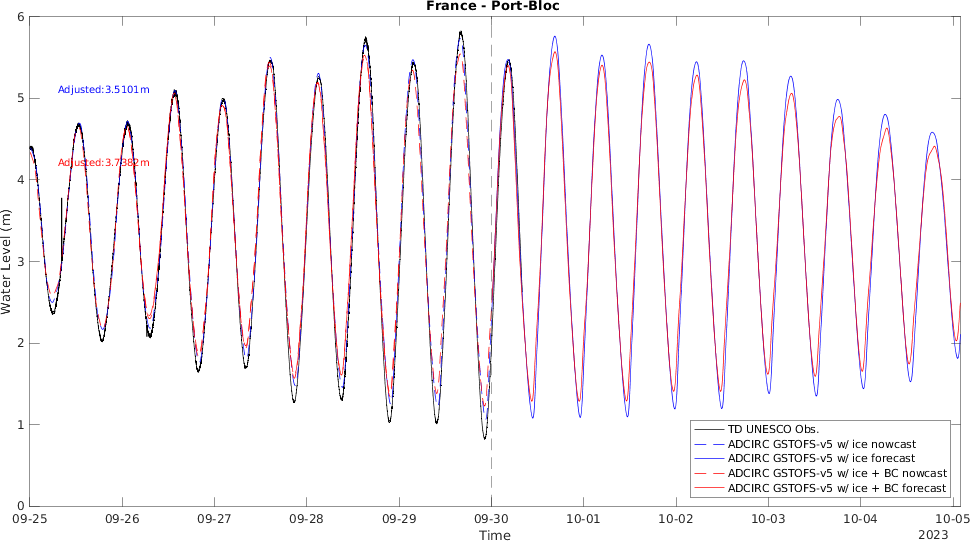 France - Port-Bloc
6
5
4
3
2
1
0
Water Level (m)
Adjusted:3.5101m
Adjusted:3.7382m
TD UNESCO Obs.
ADCIRC GSTOFS-v5 w/ ice nowcast
ADCIRC GSTOFS-v5 w/ ice forecast
ADCIRC GSTOFS-v5 w/ ice + BC nowcast
ADCIRC GSTOFS-v5 w/ ice + BC forecast
09-25 09-26 09-27 09-28 09-29 09-30 10-01 10-02 10-03 10-04 10-05
Time
2023